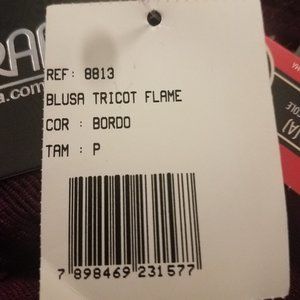 REF: 8813
BLUSA TRICOT FLAME
COR : BORDO
TAM : P
7 898469 231577